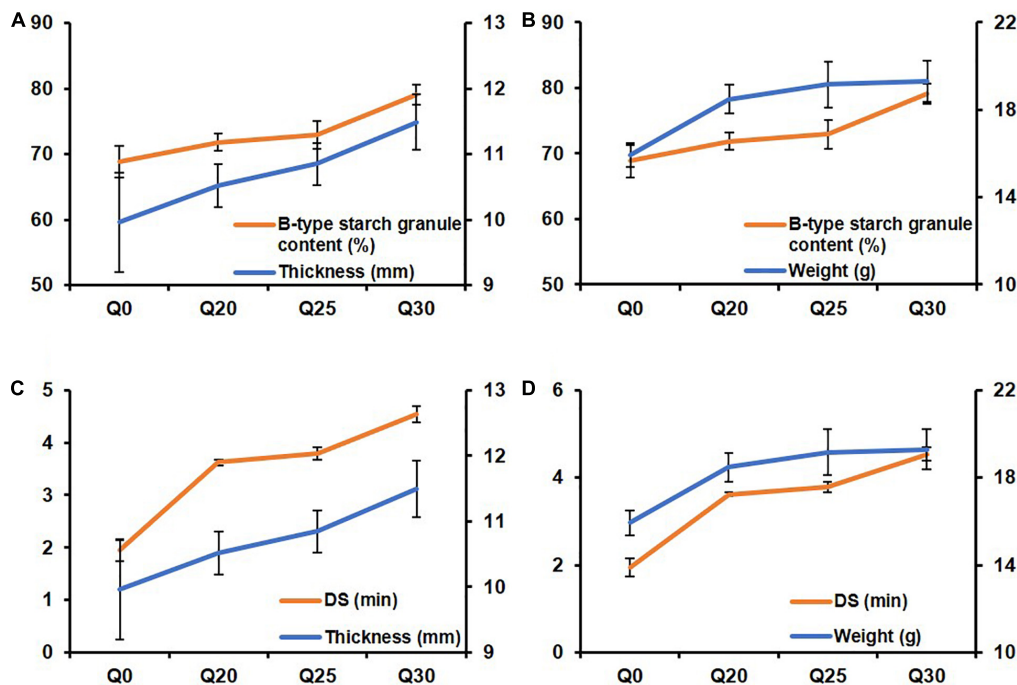 A
90
80
70
60
50
13
12
11
10
9
B-type starch granule
content (%)
Thickness (mm)
Q0 Q20 Q25 Q30
B
90
80
70
60
50
22
18
14
10
B-type starch granule
content (%)
Weight (g)
Q0 Q20 Q25 Q30
C
5
4
3
2
1
0
13
12
11
10
9
DS (min)
Thickness (mm)
Q0 Q20 Q25 Q30
D
6
4
2
0
22
18
14
10
DS (min)
Weight (g)
Q0 Q20 Q25 Q30